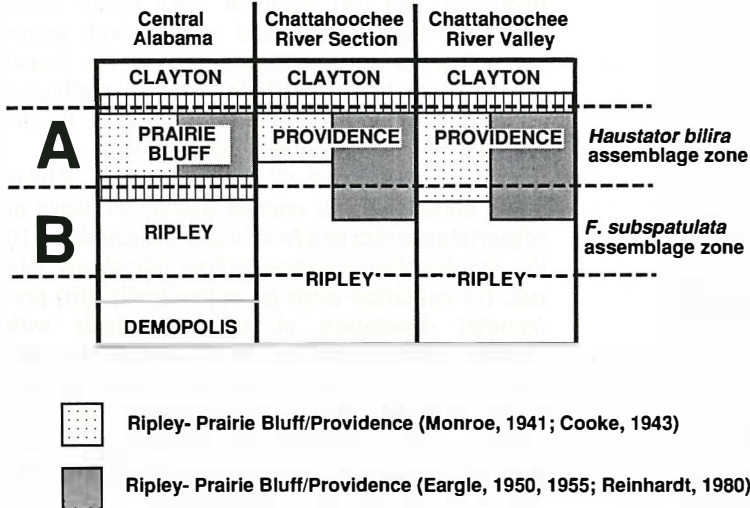 Central
Alabama
Chattahoochee
River Section
Chattahoochee
River Valley
CLAYTON
CLAYTON
CLAYTON
A
PRAIRIE
BLUFF
PROVIDENCE
PROVIDENCE
Haustator bilira
assemblage zone
B
RIPLEY
F. subspatulata
assemblage zone
RIPLEY
RIPLEY
DEMOPOLIS
Ripley- Prairie Bluff/Providence (Monroe, 1941; Cooke, 1943)
Ripley- Prairie Bluff/Providence (Eargle, 1950, 1955; Reinhardt, 1980)